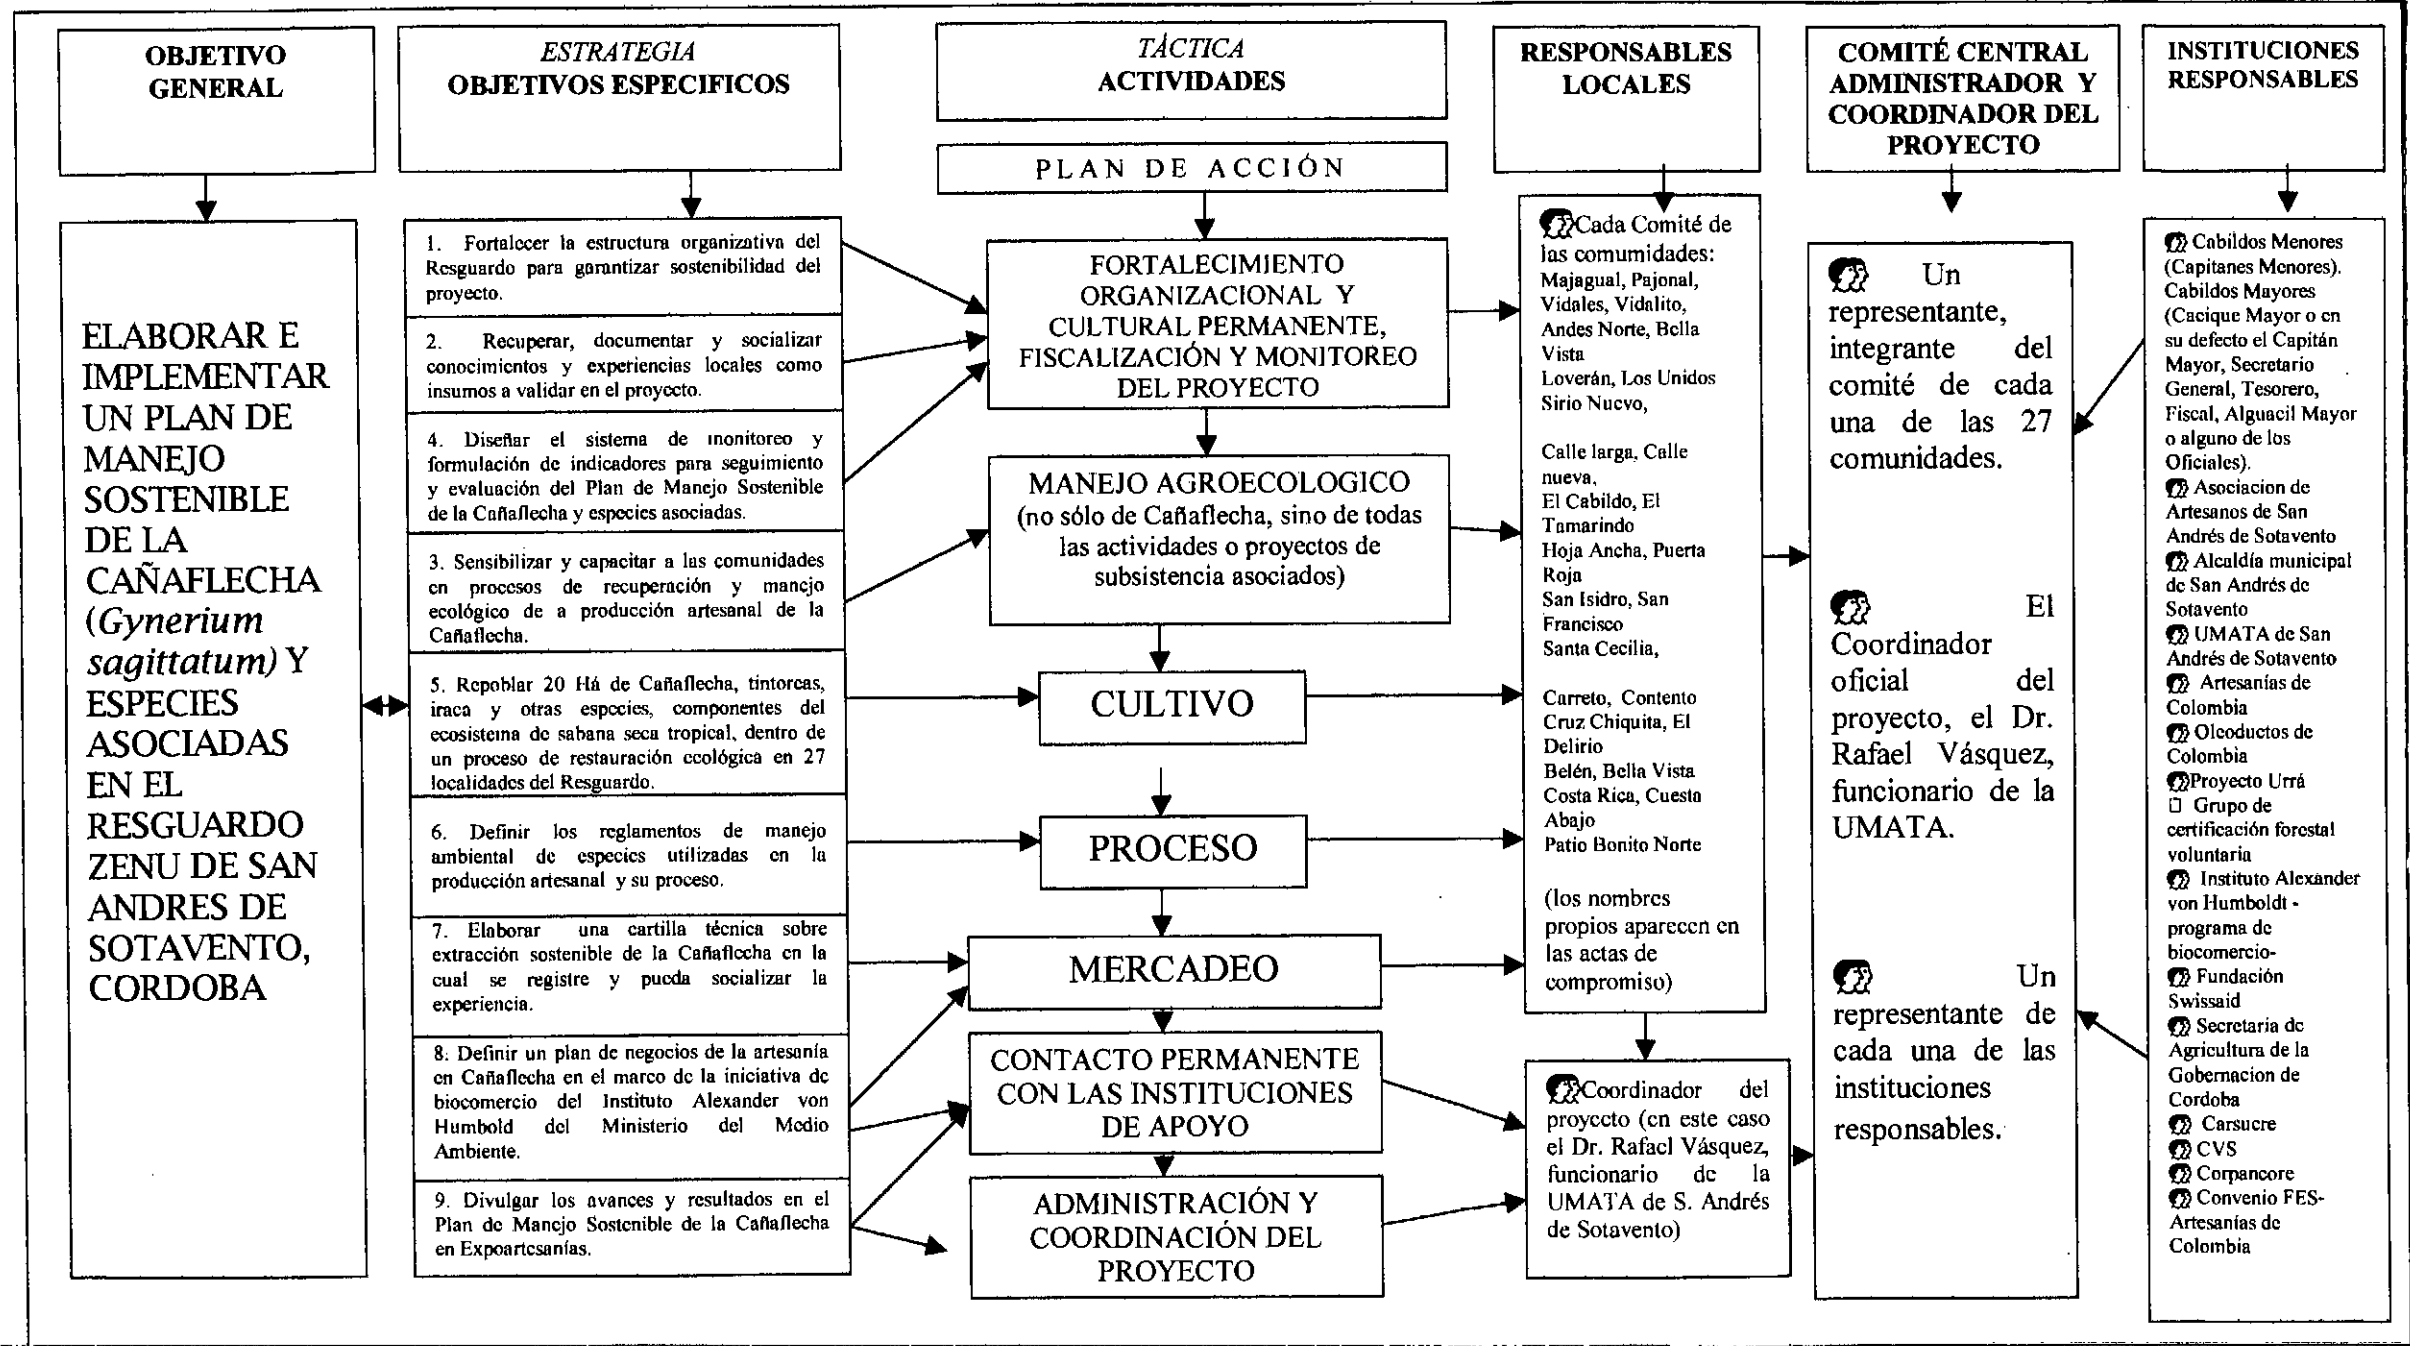 OBJETIVO
GENERAL
ELABORAR E
IMPLEMENTAR
UN PLAN DE
MANEJO
SOSTENIBLE
DE LA
CAÑAFLECHA
(Gynerium
sagittatum) Y
ESPECIES
ASOCIADAS
EN EL
RESGUARDO
ZENU DE SAN
ANDRES DE
SOTAVENTO,
CORDOBA
ESTRATEGIA
OBJETIVOS ESPECIFICOS
1. Fortalecer la estructura organizativa del
Resguardo para garantizar sostenibilidad del
proyecto.
2. Recuperar, documentar y socializar
conocimientos y experiencias locales como
insumos a validar en el proyecto.
4. Diseñar el sistema de monitoreo y
formulación de indicadores para seguimiento
y evaluación del Plan de Manejo Sostenible
de la Cañaflecha y especies asociadas.
3. Sensibilizar y capacitar a las comunidades
en procesos de recuperación y manejo
ecológico de a producción artesanal de la
Cañaflecha.
5. Repoblar 20 Há de Cañaflecha, tintoreas,
iraca y otras especies, componentes del
ecosistema de sabana seca tropical, dentro de
un proceso de restauración ecológica en 27
localidades del Resguardo.
6. Definir los reglamentos de manejo
ambiental de especies utilizadas en la
producción artesanal y su proceso.
7. Elaborar una cartilla técnica sobre
extracción sostenible de la Cañaflecha en la
cual se registre y pueda socializar la
experiencia.
8. Definir un plan de negocios de la artesanía
en Cañaflecha en el marco de la iniciativa de
biocomercio del Instituto Alexander von
Humbold del Ministerio del Medio
Ambiente.
9. Divulgar los avances y resultados en el
Plan de Manejo Sostenible de la Cañaflecha
en Expoartesanías.
TÁCTICA
ACTIVIDADES
PLAN DE ACCIÓN
FORTALECIMIENTO
ORGANIZACIONAL Y
CULTURAL PERMANENTE,
FISCALIZACIÓN Y MONITOREO
DEL PROYECTO
MANEJO AGROECOLOGICO
(no sólo de Cañaflecha, sino de todas
las actividades o proyectos de
subsistencia asociados)
CULTIVO
PROCESO
MERCADEO
CONTACTO PERMANENTE
CON LAS INSTITUCIONES
DE APOYO
ADMINISTRACIÓN Y
COORDINACIÓN DEL
PROYECTO
RESPONSABLES
LOCALES
Cada Comité de
las comumidades:
Majagual, Pajonal,
Vidales, Vidalito,
Andes Norte, Bella
Vista
Loverán, Los Unidos
Sirio Nuevo,
Calle larga, Calle
nueva,
El Cabildo, El
Tamarindo
Hoja Ancha, Puerta
Roja
San Isidro, San
Francisco
Santa Cecilia,
Carreto, Contento
Cruz Chiquita, El
Delirio
Belén, Bella Vista
Costa Rica, Cuesta
Abajo
Patio Bonito Norte
(los nombres
propios aparecen en
las actas de
compromiso)
Coordinador del
proyecto (en este caso
el Dr. Rafael Vásquez,
funcionario de la
UMATA de S. Andrés
de Sotavento)
COMITÉ CENTRAL
ADMINISTRADOR Y
COORDINADOR DEL
PROYECTO
Un
representante,
integrante del
comité de cada
una de las 27
comunidades.
El
Coordinador
oficial del
proyecto, el Dr.
Rafael Vásquez,
funcionario de la
UMATA.
Un
representante de
cada una de las
instituciones
responsables.
INSTITUCIONES
RESPONSABLES
Cabildos Menores
(Capitanes Menores).
Cabildos Mayores
(Cacique Mayor o en
su defecto el Capitán
Mayor, Secretario
General, Tesorero,
Fiscal, Alguacil Mayor
o alguno de los
Oficiales).
Asociacion de
Artesanos de San
Andrés de Sotavento
Alcaldía municipal
de San Andrés de
Sotavento
UMATA de San
Andrés de Sotavento
Artesanías de
Colombia
Oleoductos de
Colombia
Proyecto Urrá
Grupo de
certificación forestal
voluntaria
Instituto Alexander
von Humboldt -
programa de
biocomercio-
Fundación
Swissaid
Secretaria de
Agricultura de la
Gobernacion de
Cordoba
Carsucre
CVS
Corpancore
Convenio FES-
Artesanías de
Colombia